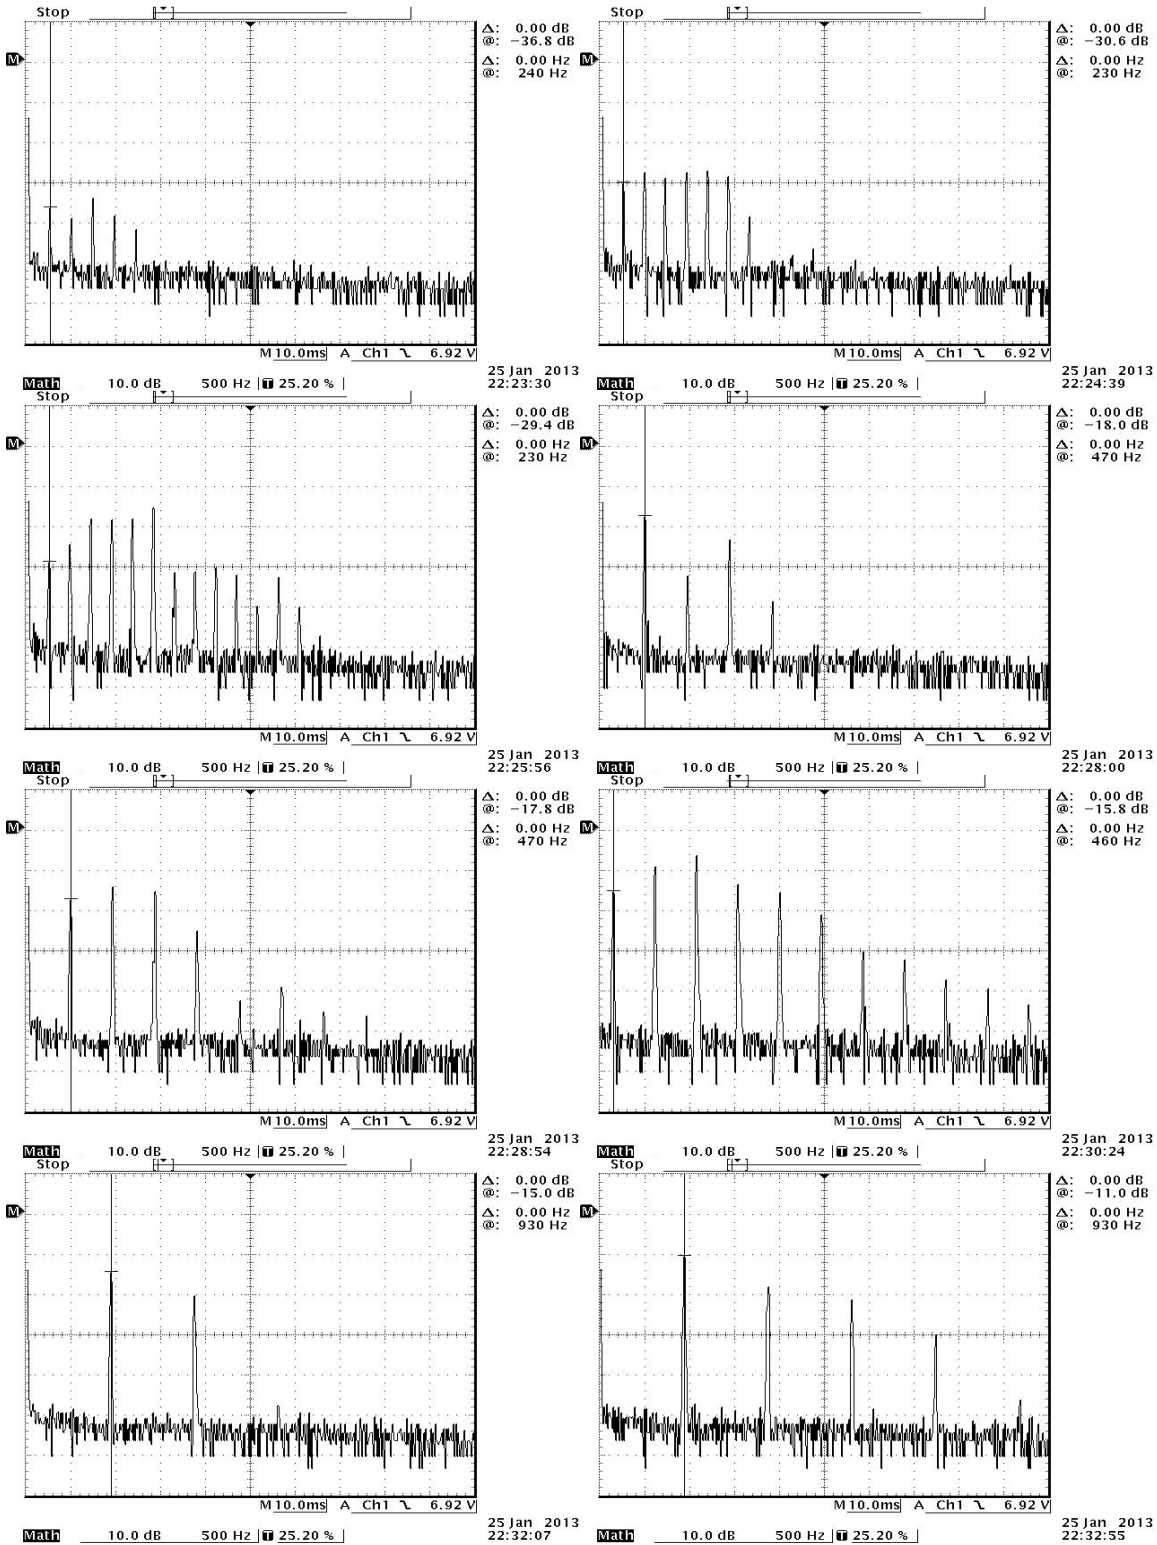 Stop
Δ: 0.00 dB
@: −36.8 dB
Δ: 0.00 Hz
@: 240 Hz
M
M 10.0ms A Ch1 6.92 V
25 Jan 2013
22:23:30
Math 10.0 dB 500 Hz T 25.20 %
Stop
Δ: 0.00 dB
@: −30.6 dB
Δ: 0.00 Hz
@: 230 Hz
M
M 10.0ms A Ch1 6.92 V
25 Jan 2013
22:24:39
Math 10.0 dB 500 Hz T 25.20 %
Stop
Δ: 0.00 dB
@: −29.4 dB
Δ: 0.00 Hz
@: 230 Hz
M
M 10.0ms A Ch1 6.92 V
25 Jan 2013
22:25:56
Math 10.0 dB 500 Hz T 25.20 %
Stop
Δ: 0.00 dB
@: −18.0 dB
Δ: 0.00 Hz
@: 470 Hz
M
M 10.0ms A Ch1 6.92 V
25 Jan 2013
22:28:00
Math 10.0 dB 500 Hz T 25.20 %
Stop
Δ: 0.00 dB
@: −17.8 dB
Δ: 0.00 Hz
@: 470 Hz
M
M 10.0ms A Ch1 6.92 V
25 Jan 2013
22:28:54
Math 10.0 dB 500 Hz T 25.20 %
Stop
Δ: 0.00 dB
@: −15.8 dB
Δ: 0.00 Hz
@: 460 Hz
M
M 10.0ms A Ch1 6.92 V
25 Jan 2013
22:30:24
Math 10.0 dB 500 Hz T 25.20 %
Stop
Δ: 0.00 dB
@: −15.0 dB
Δ: 0.00 Hz
@: 930 Hz
M
M 10.0ms A Ch1 6.92 V
25 Jan 2013
22:32:07
Math 10.0 dB 500 Hz T 25.20 %
Stop
Δ: 0.00 dB
@: −11.0 dB
Δ: 0.00 Hz
@: 930 Hz
M
M 10.0ms A Ch1 6.92 V
25 Jan 2013
22:32:55
Math 10.0 dB 500 Hz T 25.20 %